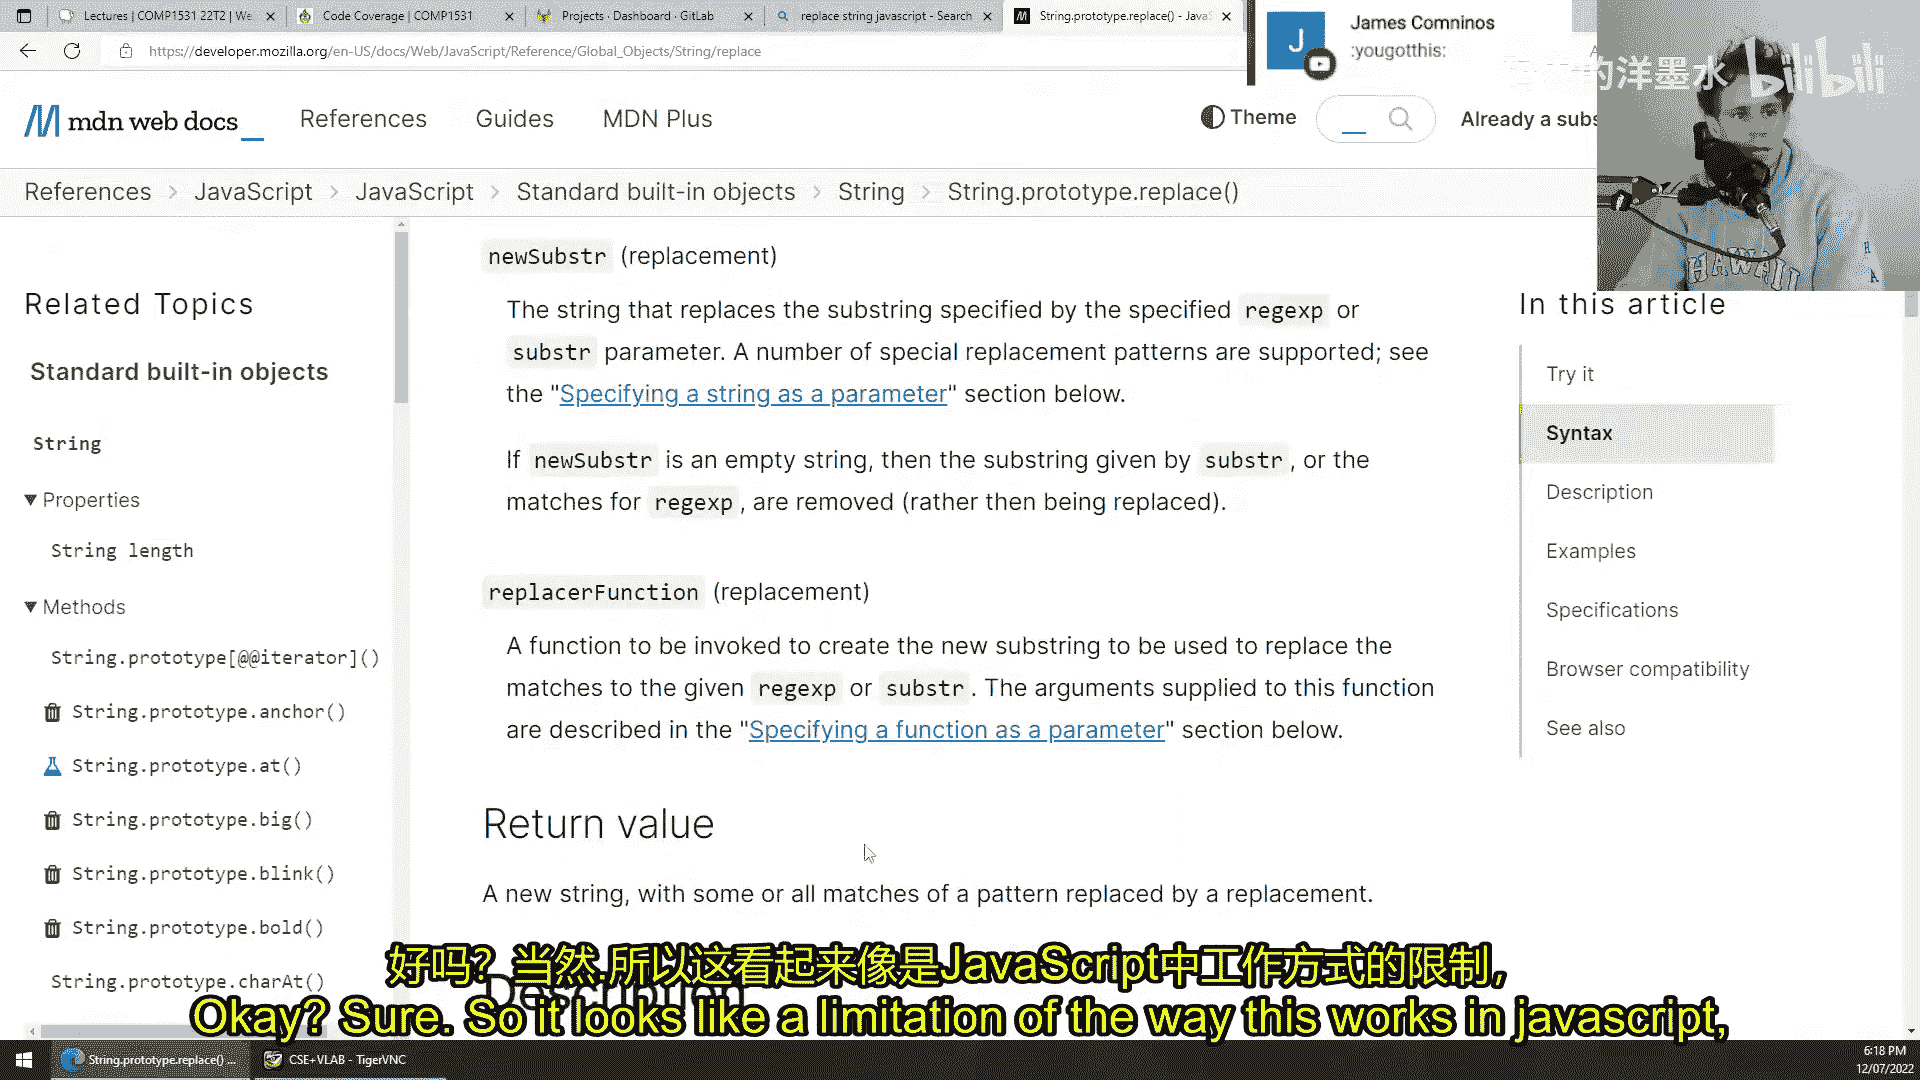 Lectures | COMP1531 22T2 | We
Code Coverage | COMP1531
Projects · Dashboard · GitLab
replace string javascript - Search
String.prototype.replace() - JavaS
James Comninos
:yougotthis:
J
https://developer.mozilla.org/en-US/docs/Web/JavaScript/Reference/Global_Objects/String/replace
的洋墨水 bilibili
mdn web docs
References
Guides
MDN Plus
Theme
Already a subs
References > JavaScript > JavaScript > Standard built-in objects > String > String.prototype.replace()
HAWAII
H
A
Related Topics
Standard built-in objects
String
Properties
String length
Methods
String.prototype[@@iterator]()
String.prototype.anchor()
String.prototype.at()
String.prototype.big()
String.prototype.blink()
String.prototype.bold()
String.prototype.charAt()
newSubstr (replacement)
The string that replaces the substring specified by the specified regexp or
substr parameter. A number of special replacement patterns are supported; see
the "Specifying a string as a parameter" section below.
If newSubstr is an empty string, then the substring given by substr, or the
matches for regexp, are removed (rather then being replaced).
replacerFunction (replacement)
A function to be invoked to create the new substring to be used to replace the
matches to the given regexp or substr. The arguments supplied to this function
are described in the "Specifying a function as a parameter" section below.
Return value
A new string, with some or all matches of a pattern replaced by a replacement.
Description
In this article
Try it
Syntax
Description
Examples
Specifications
Browser compatibility
See also
好吗？当然.所以这看起来像是JavaScript中工作方式的限制,
Okay? Sure. So it looks like a limitation of the way this works in javascript,
String.prototype.replace() ...
CSE+VLAB - TigerVNC
6:18 PM
12/07/2022